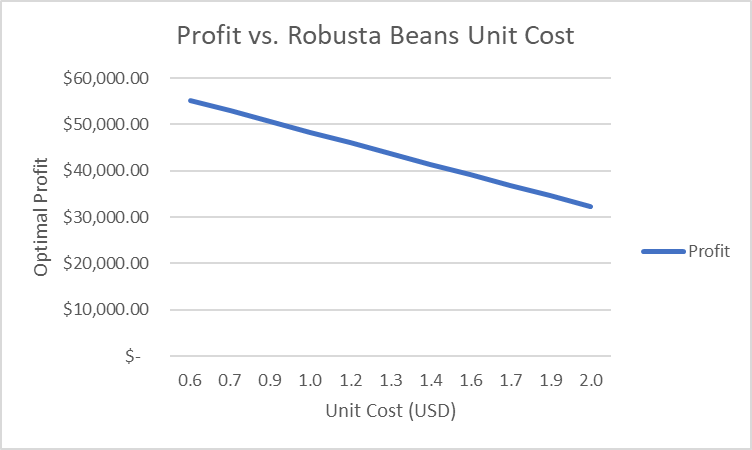 Profit vs. Robusta Beans Unit Cost
$60,000.00
$50,000.00
$40,000.00
$30,000.00
$20,000.00
$10,000.00
$-
Optimal Profit
0.6 0.7 0.9 1.0 1.2 1.3 1.4 1.6 1.7 1.9 2.0
Unit Cost (USD)
Profit